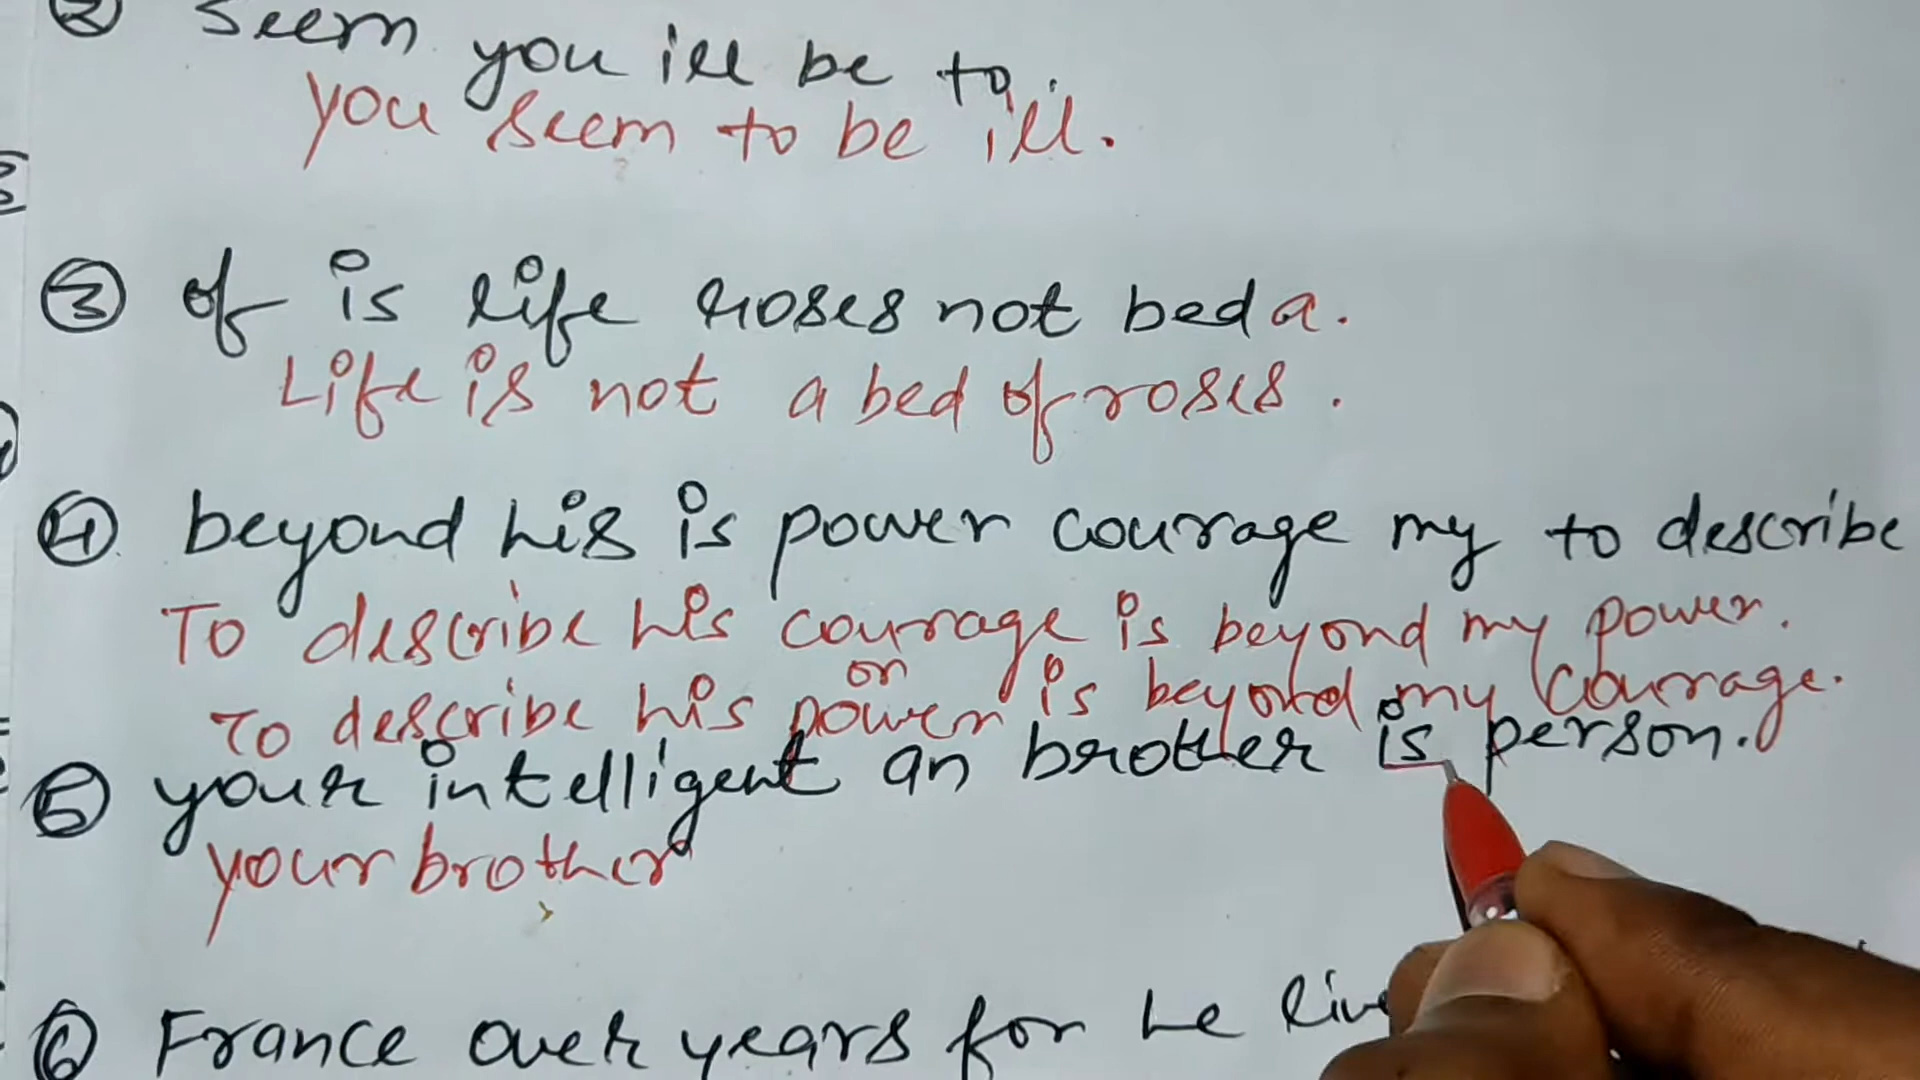 ② Seem you ill be to.
you seem to be ill.
③ of is life roses not bed a.
Life is not a bed of roses.
④ beyond his is power courage my to describe
To describe his courage is beyond my power.
or
To describe his power is beyond my courage.
⑤ your intelligent an brother is person.
your brother
⑥ France over years for he